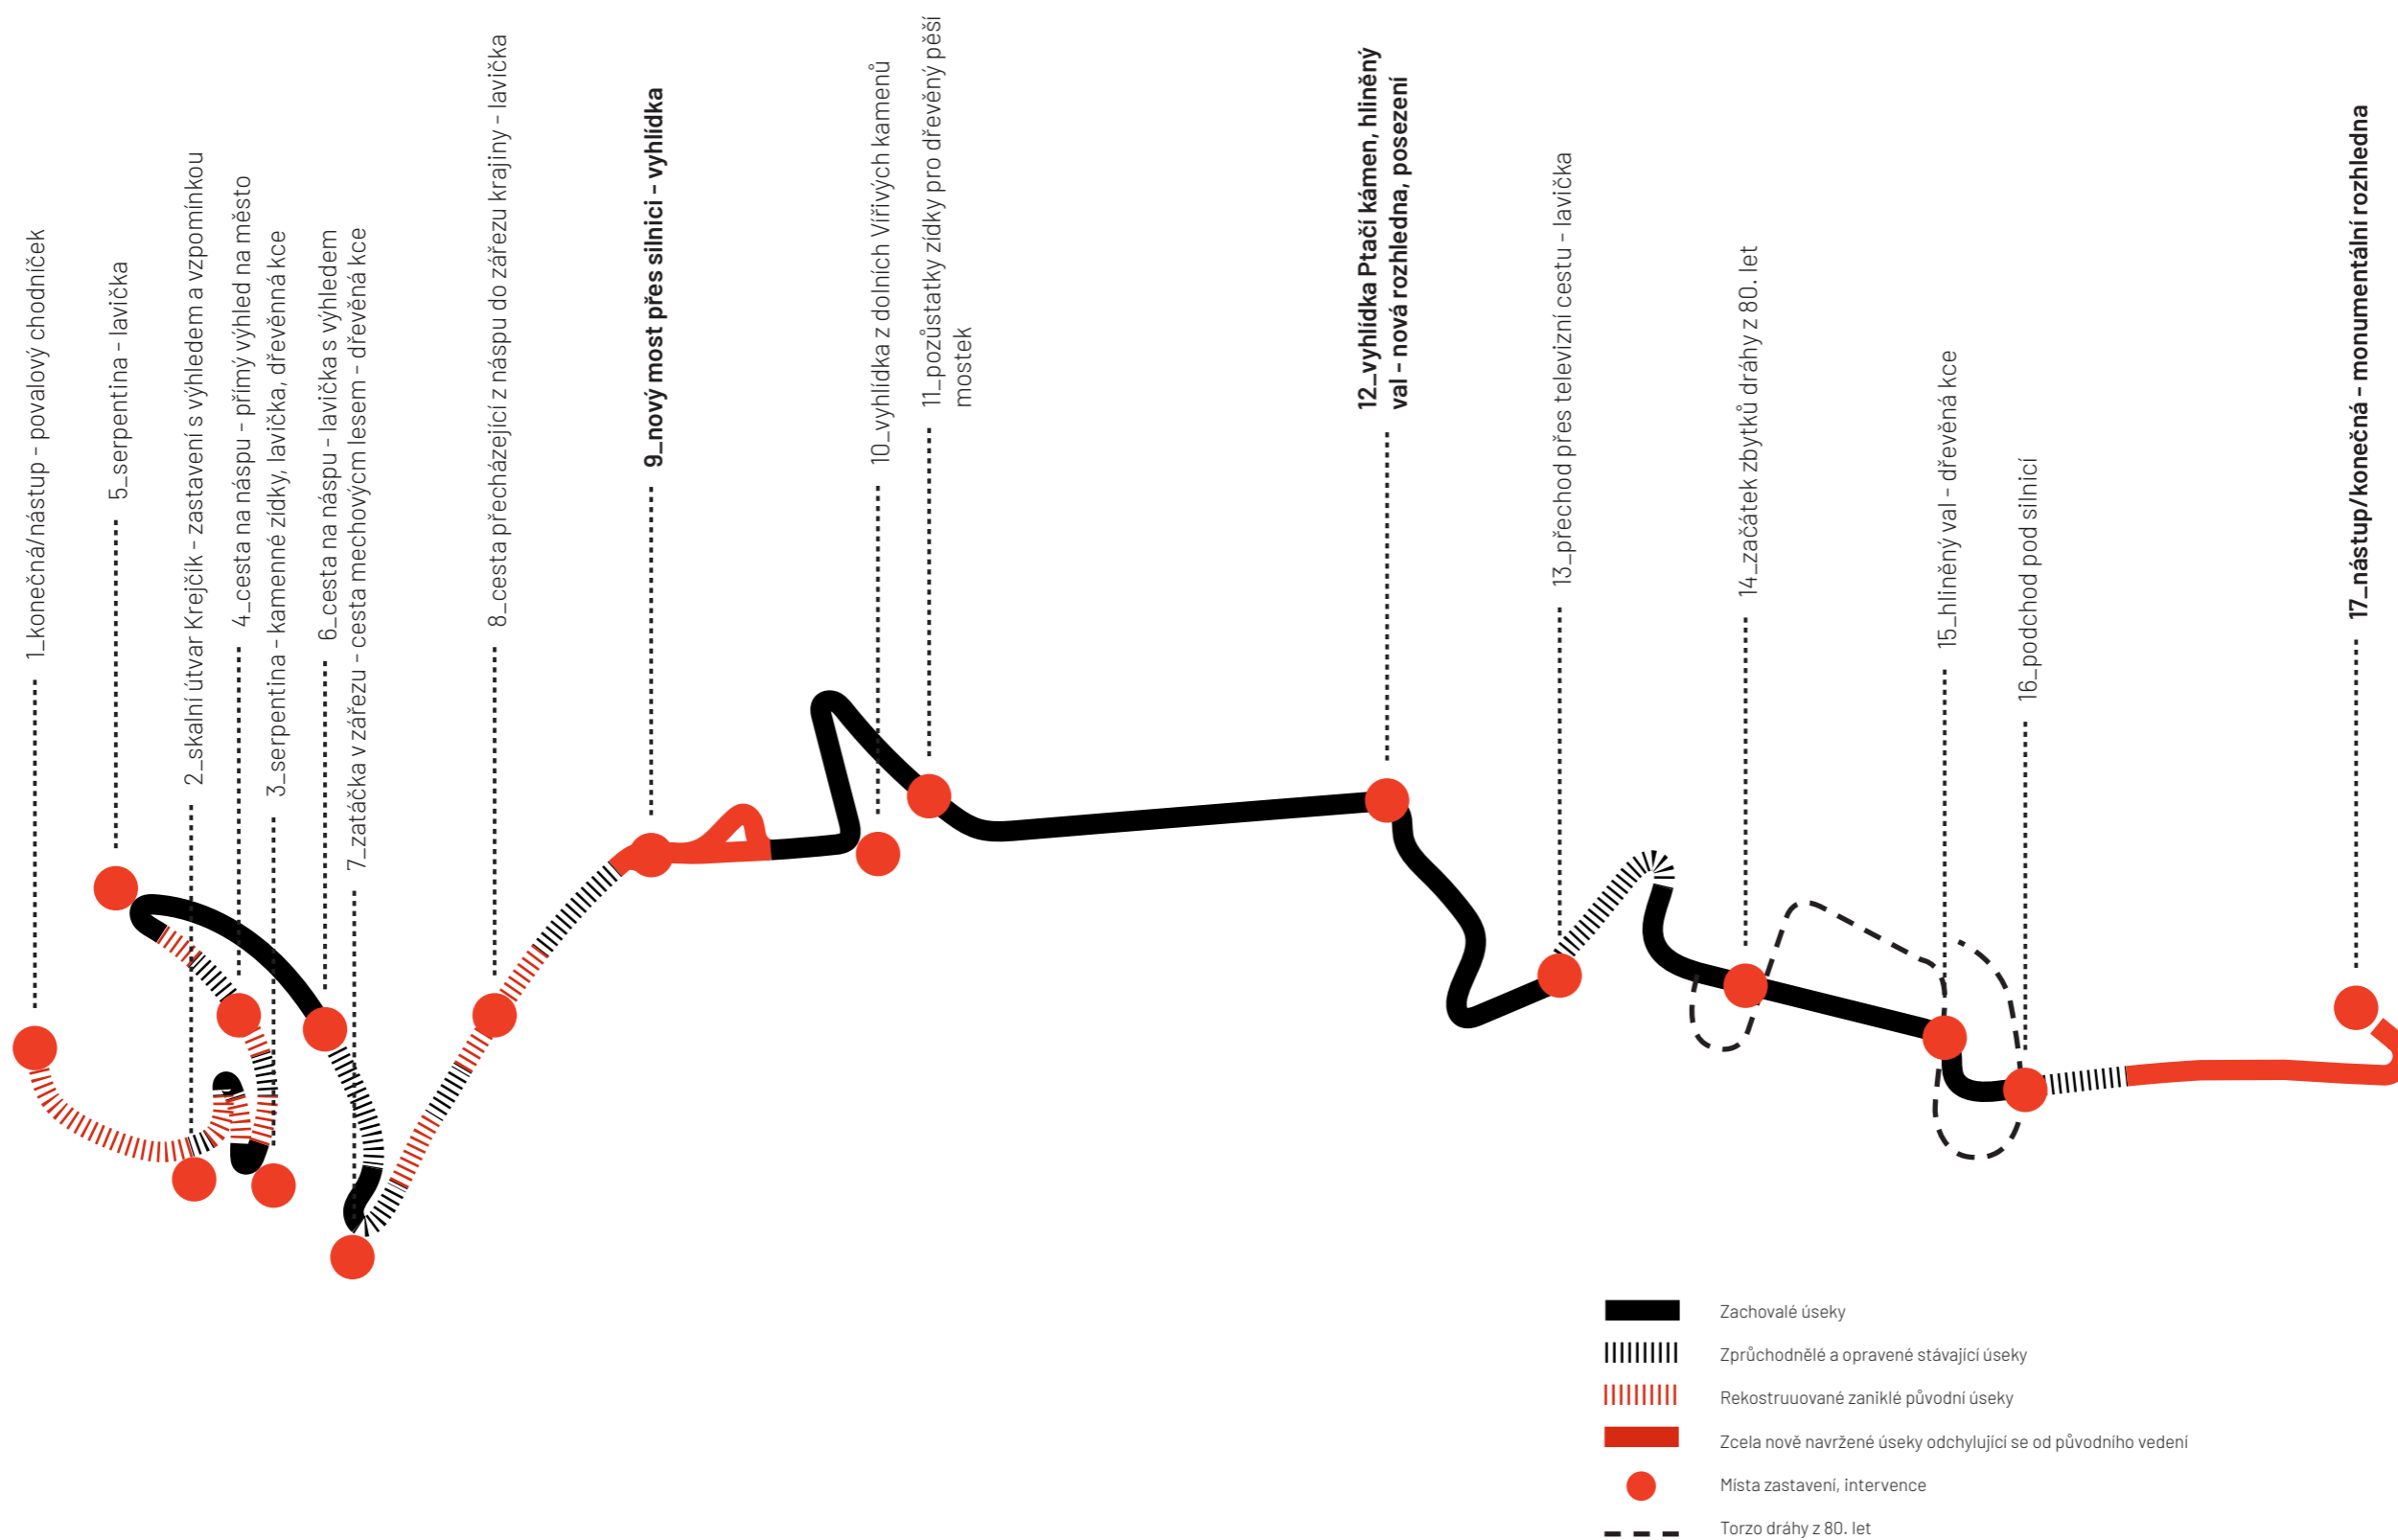 1_konečná/nástup - povalový chodníček
5_serpentina - lavička
2_skalní útvar Krejčík - zastavení s výhledem a vzpomínkou
4_cesta na náspu - přímý výhled na město
3_serpentina - kamenné zídky, lavička, dřevěnná kce
6_cesta na náspu - lavička s výhledem
7_zatáčka v zářezu - cesta mechovým lesem - dřevěná kce
8_cesta přecházející z náspu do zářezu krajiny - lavička
9_nový most přes silnici - vyhlídka
10_vyhlídka z dolních Vířivých kamenů
11_pozůstatky zídky pro dřevěný pěší
mostek
12_vyhlídka Ptačí kámen, hliněný
val - nová rozhledna, posezení
13_přechod přes televizní cestu - lavička
14_začátek zbytků dráhy z 80. let
15_hliněný val - dřevěná kce
16_podchod pod silnicí
17_nástup/konečná - monumentální rozhledna
Zachovalé úseky
Zprůchodnělé a opravené stávající úseky
Rekostruuované zaniklé původní úseky
Zcela nově navržené úseky odchylující se od původního vedení
Místa zastavení, intervence
Torzo dráhy z 80. let